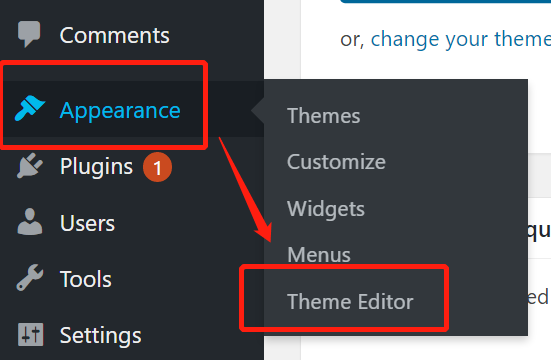 Comments
or, change your theme
Appearance
Themes
Customize
Plugins 1
Widgets
Users
Menus
Tools
Theme Editor
Settings